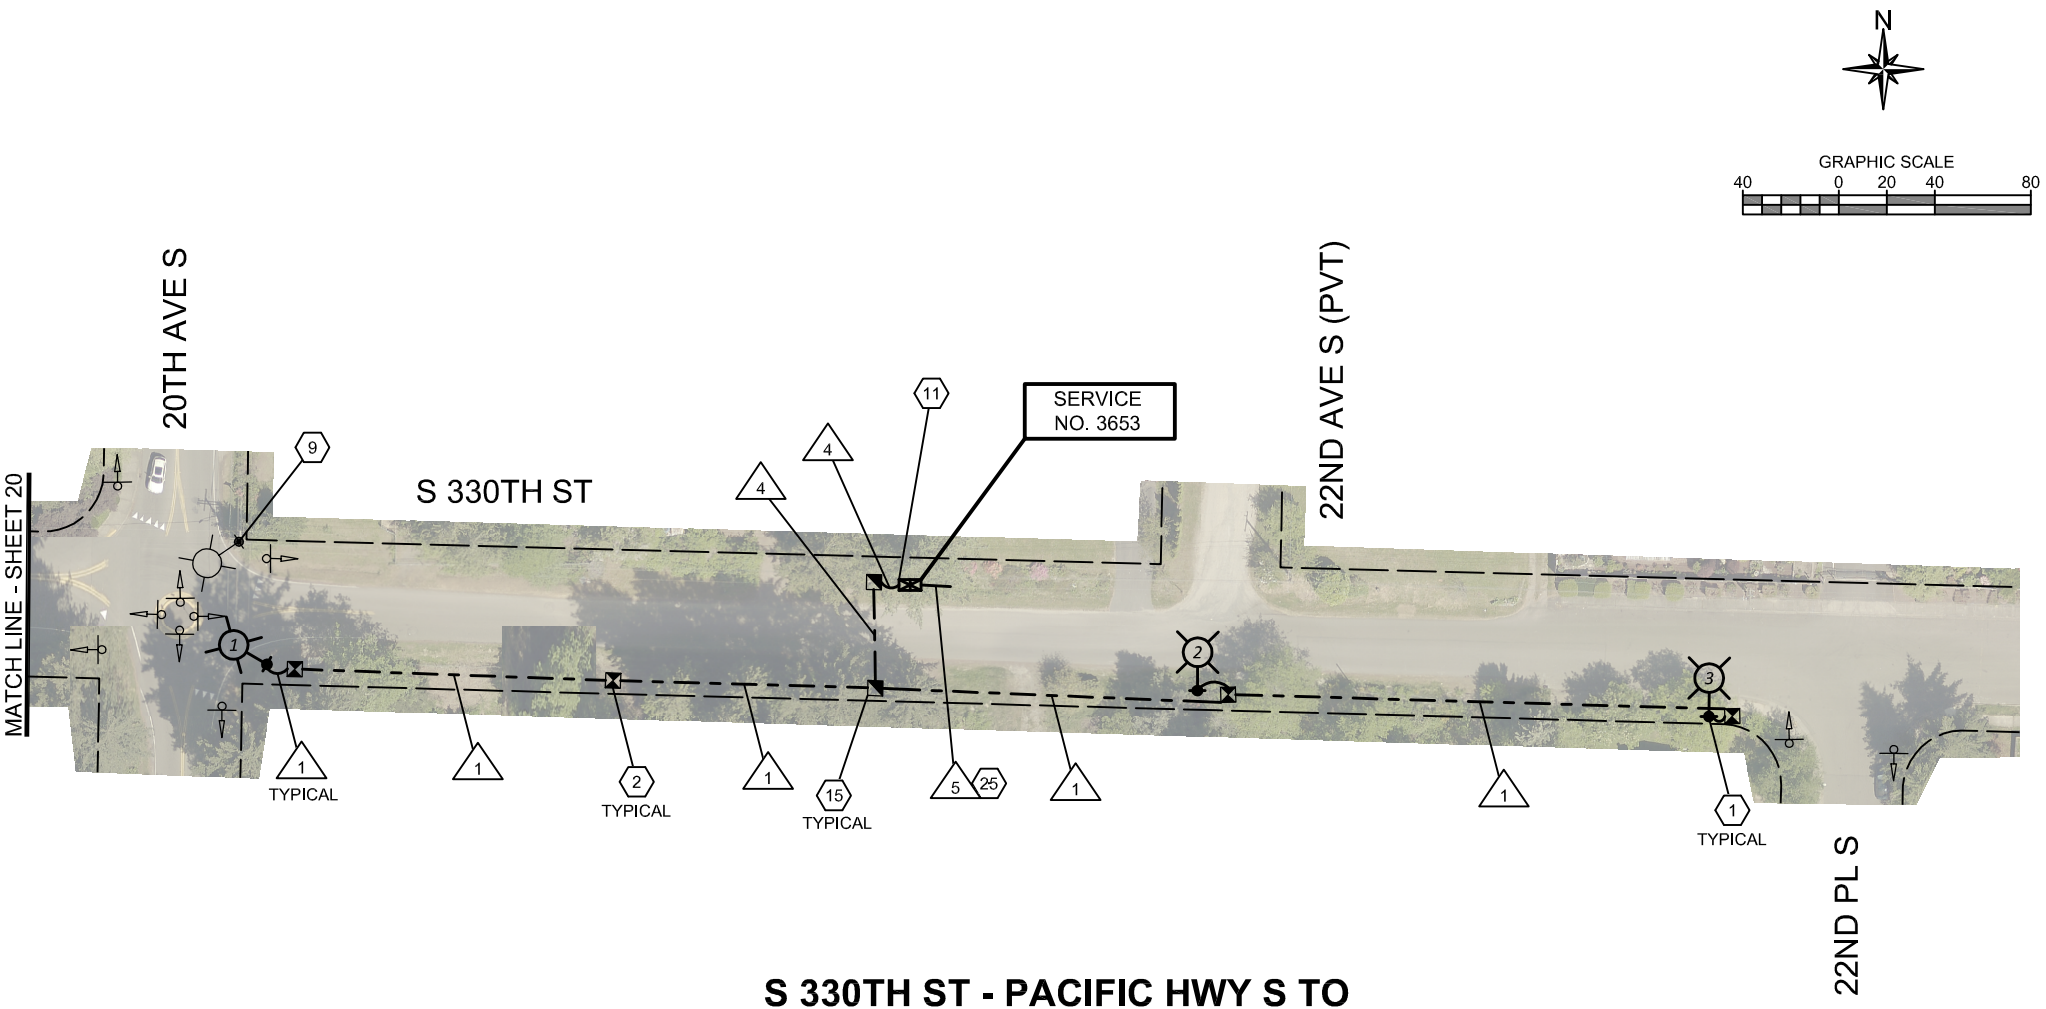 N
GRAPHIC SCALE
40 0 20 40 80
20TH AVE S
22ND AVE S (PVT)
11
SERVICE
NO. 3653
4
9
4
S 330TH ST
MATCH LINE - SHEET 20
1
2
3
1
TYPICAL
1
2
TYPICAL
1
15
TYPICAL
5
25
1
1
1
TYPICAL
22ND PL S
S 330TH ST - PACIFIC HWY S TO